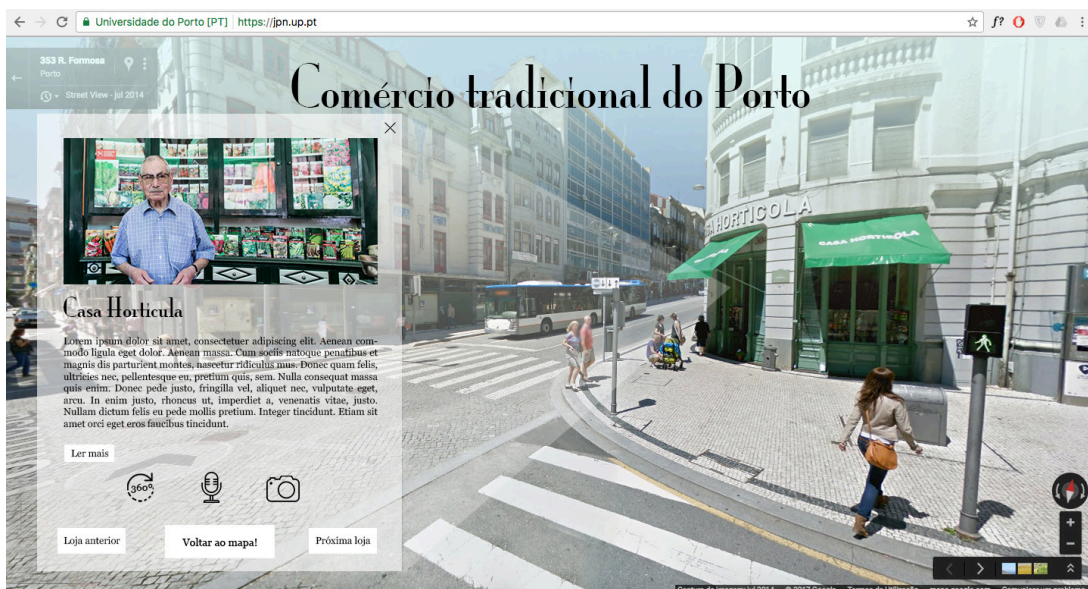 Universidade do Porto [PT] | https://jpn.up.pt
353 R. Formosa
Porto
Street View - jul 2014
Comércio tradicional do Porto
CASA HORTICOLA
CASA HORTICOLA
Casa Horticula
Lorem ipsum dolor sit amet, consectetuer adipiscing elit. Aenean com-
modo ligula eget dolor. Aenean massa. Cum sociis natoque penatibus et
magnis dis parturient montes, nascetur ridiculus mus. Donec quam felis,
ultricies nec, pellentesque eu, pretium quis, sem. Nulla consequat massa
quis enim. Donec pede justo, fringilla vel, aliquet nec, vulputate eget,
arcu. In enim justo, rhoncus ut, imperdiet a, venenatis vitae, justo.
Nullam dictum felis eu pede mollis pretium. Integer tincidunt. Etiam sit
amet orci eget eros faucibus tincidunt.
Ler mais
360º
Loja anterior
Voltar ao mapa!
Próxima loja